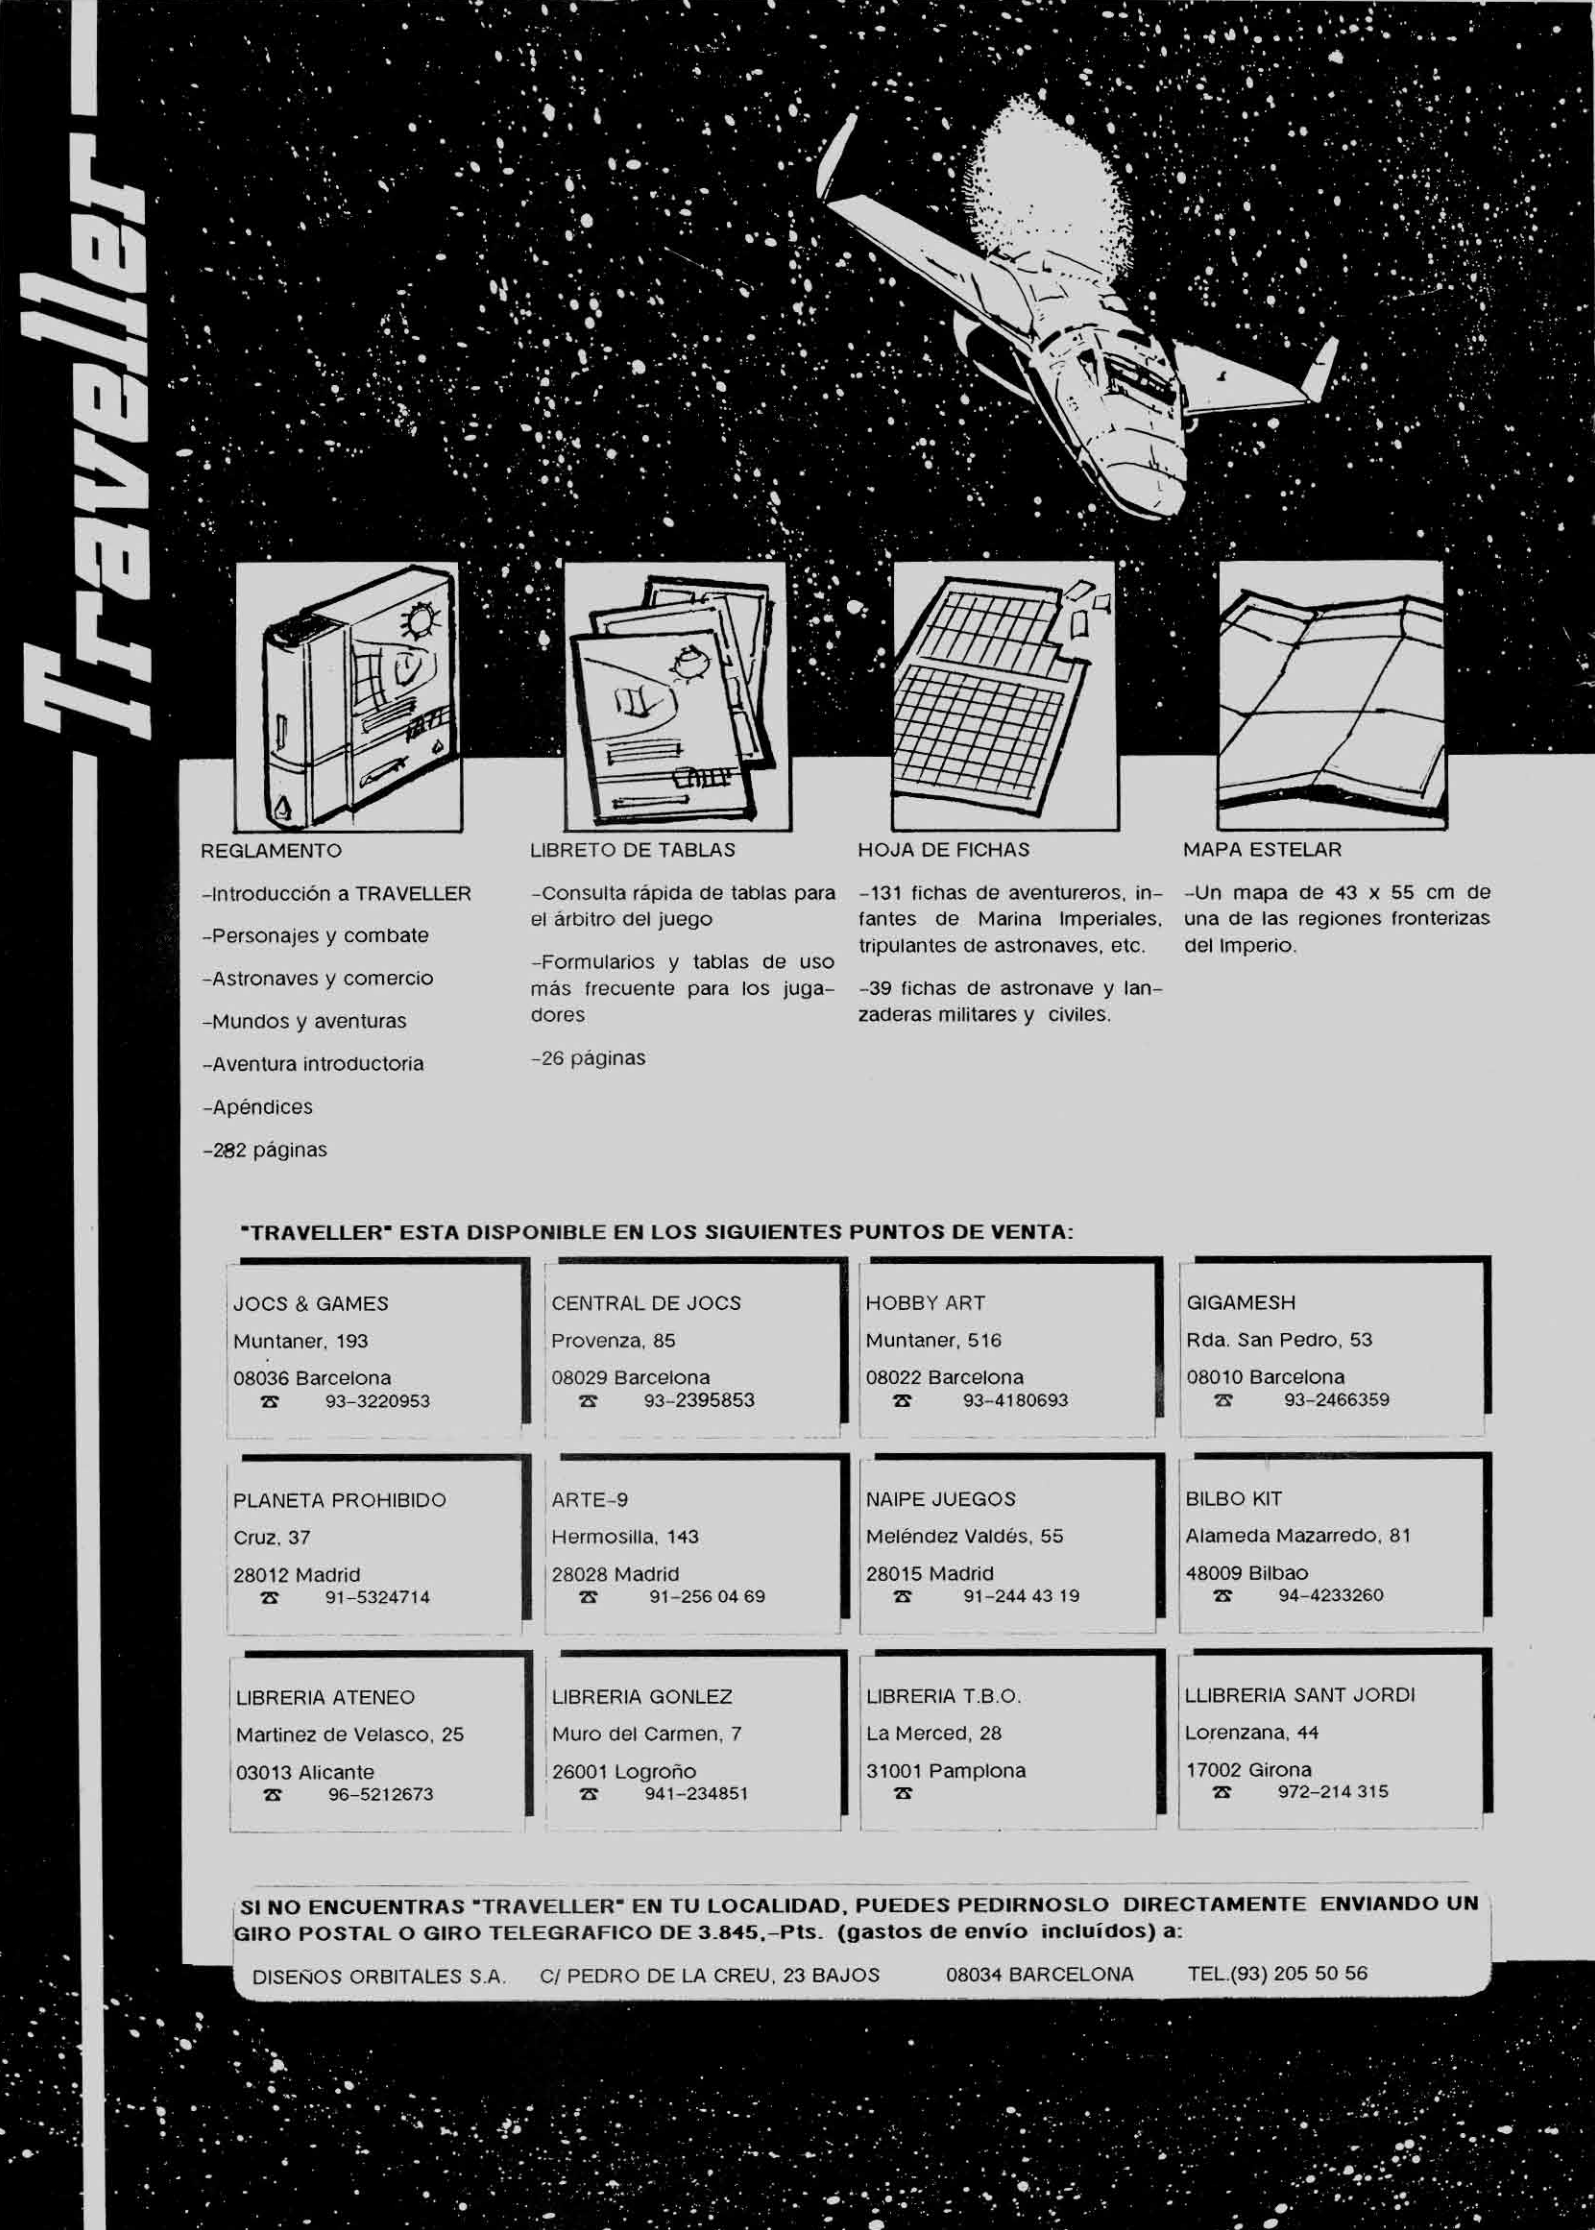 Traveller
REGLAMENTO
-Introducción a TRAVELLER
-Personajes y combate
-Astronaves y comercio
-Mundos y aventuras
-Aventura introductoria
-Apéndices
-282 páginas
LIBRETO DE TABLAS
-Consulta rápida de tablas para
el árbitro del juego
-Formularios y tablas de uso
más frecuente para los juga-
dores
-26 páginas
HOJA DE FICHAS
-131 fichas de aventureros, in-
fantes de Marina Imperiales,
tripulantes de astronaves, etc.
-39 fichas de astronave y lan-
zaderas militares y civiles.
MAPA ESTELAR
-Un mapa de 43 x 55 cm de
una de las regiones fronterizas
del Imperio.
"TRAVELLER" ESTA DISPONIBLE EN LOS SIGUIENTES PUNTOS DE VENTA:
JOCS & GAMES
Muntaner, 193
08036 Barcelona
☎ 93-3220953
CENTRAL DE JOCS
Provenza, 85
08029 Barcelona
☎ 93-2395853
HOBBY ART
Muntaner, 516
08022 Barcelona
☎ 93-4180693
GIGAMESH
Rda. San Pedro, 53
08010 Barcelona
☎ 93-2466359
PLANETA PROHIBIDO
Cruz, 37
28012 Madrid
☎ 91-5324714
ARTE-9
Hermosilla, 143
28028 Madrid
☎ 91-256 04 69
NAIPE JUEGOS
Meléndez Valdés, 55
28015 Madrid
☎ 91-244 43 19
BILBO KIT
Alameda Mazarredo, 81
48009 Bilbao
☎ 94-4233260
LIBRERIA ATENEO
Martinez de Velasco, 25
03013 Alicante
☎ 96-5212673
LIBRERIA GONLEZ
Muro del Carmen, 7
26001 Logroño
☎ 941-234851
LIBRERIA T.B.O.
La Merced, 28
31001 Pamplona
☎
LLIBRERIA SANT JORDI
Lorenzana, 44
17002 Girona
☎ 972-214 315
SI NO ENCUENTRAS "TRAVELLER" EN TU LOCALIDAD, PUEDES PEDIRNOSLO DIRECTAMENTE ENVIANDO UN
GIRO POSTAL O GIRO TELEGRAFICO DE 3.845,-Pts. (gastos de envío incluídos) a:
DISEÑOS ORBITALES S.A. C/ PEDRO DE LA CREU, 23 BAJOS 08034 BARCELONA TEL.(93) 205 50 56